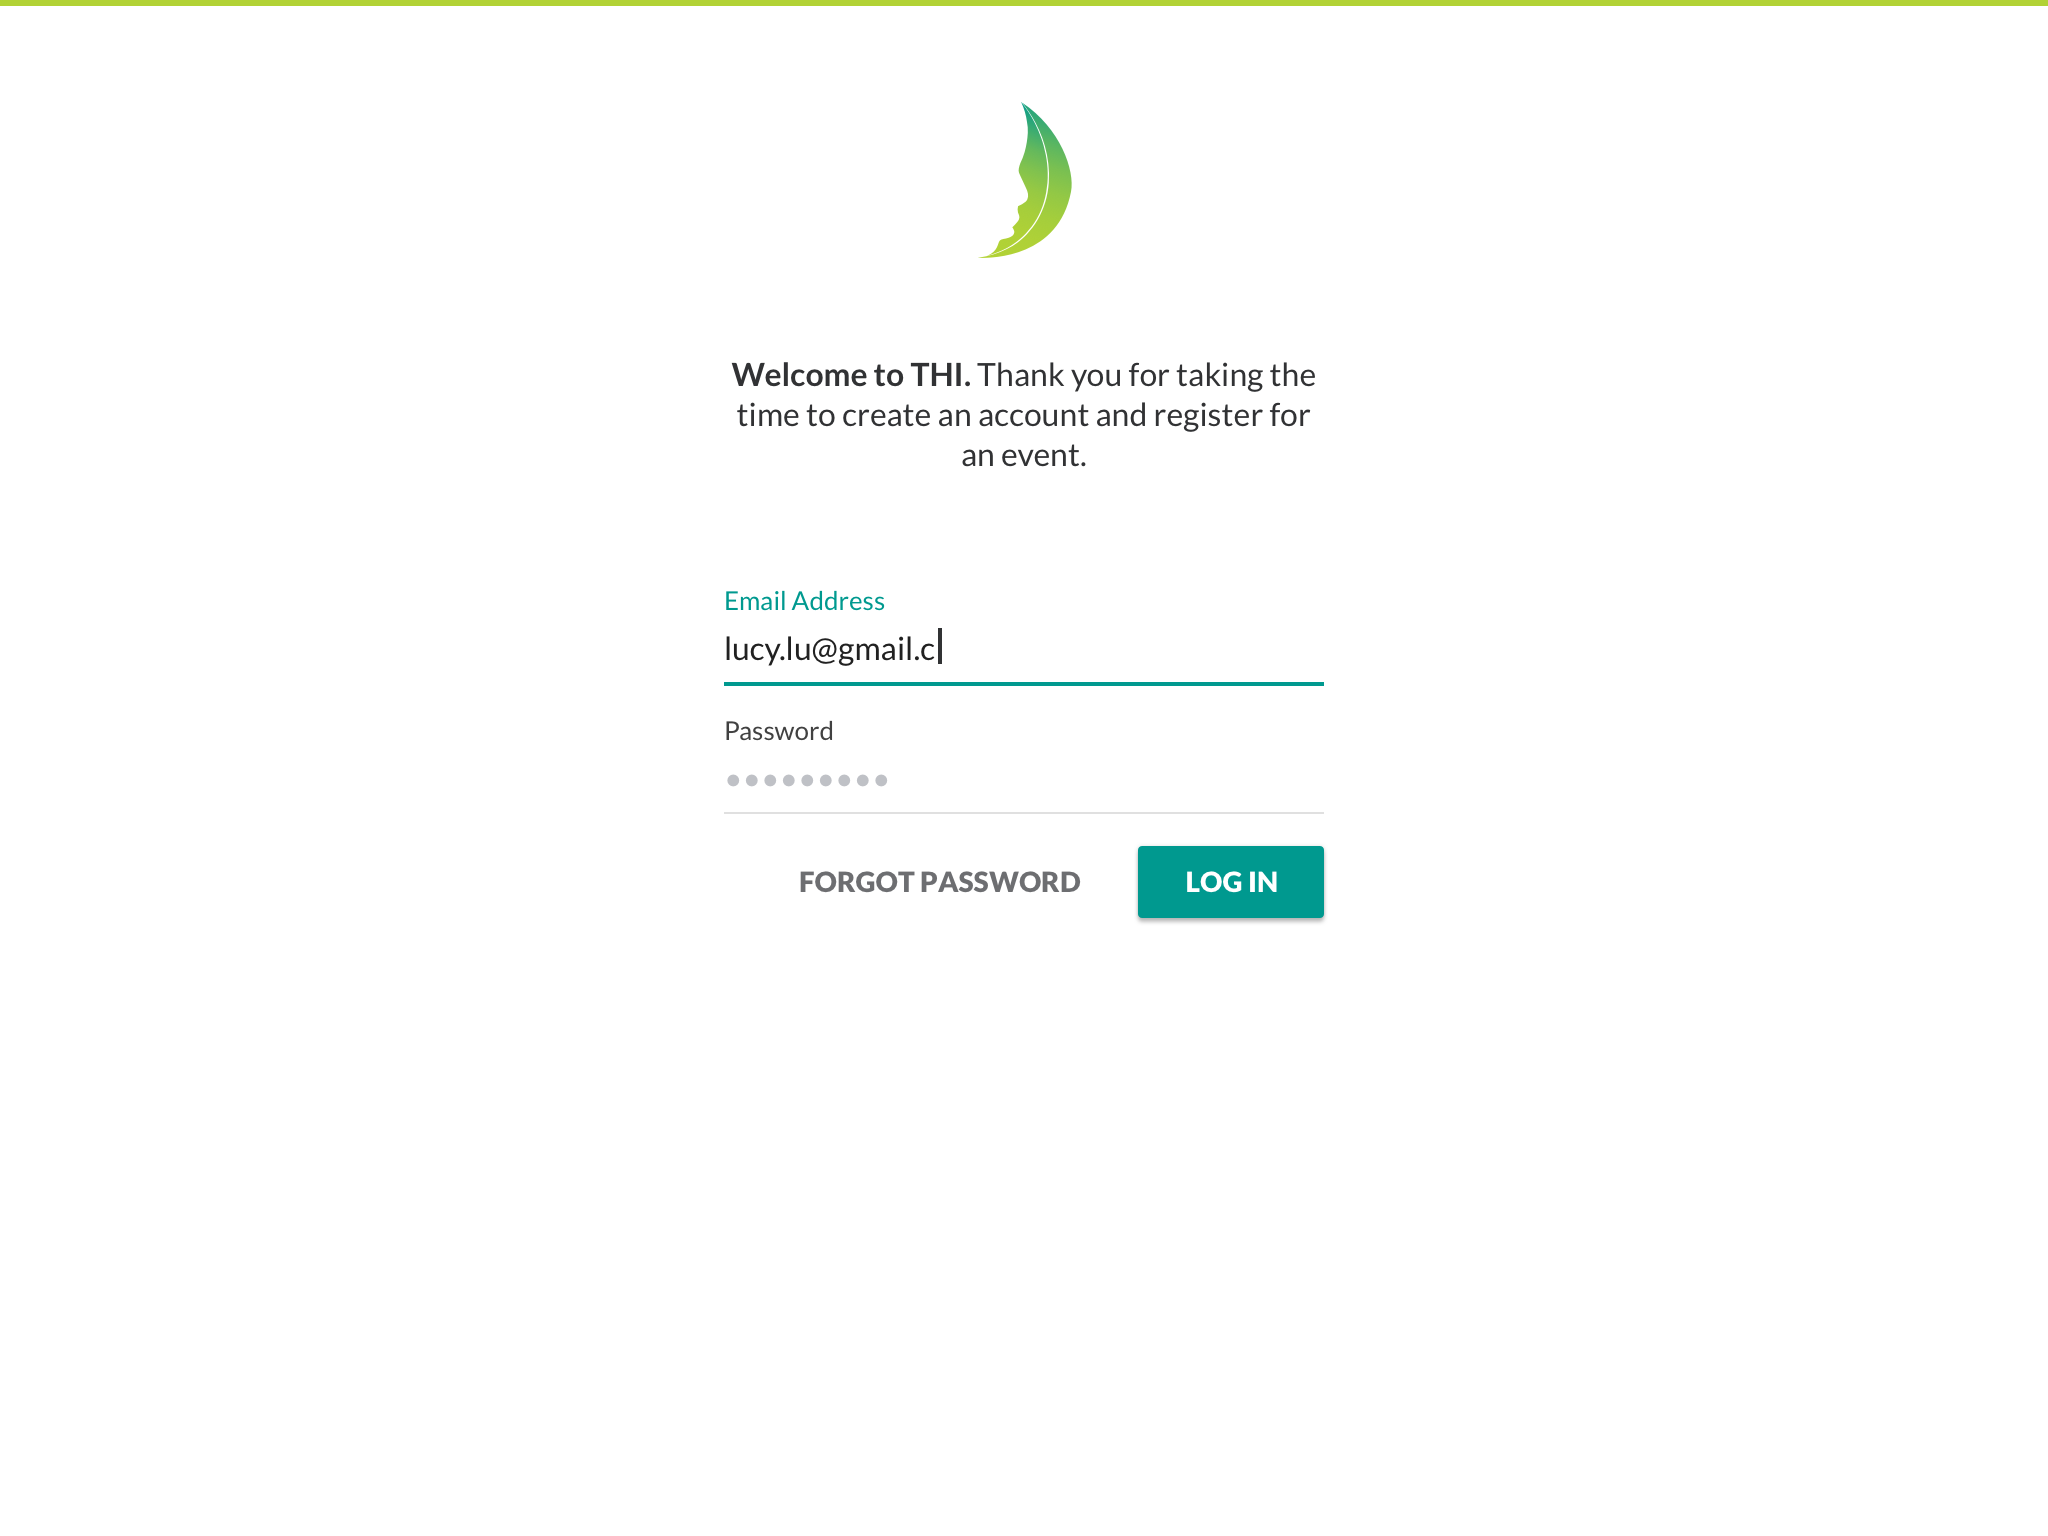 Welcome to THI. Thank you for taking the
time to create an account and register for
an event.
Email Address
lucy.lu@gmail.c
Password
FORGOT PASSWORD
LOG IN